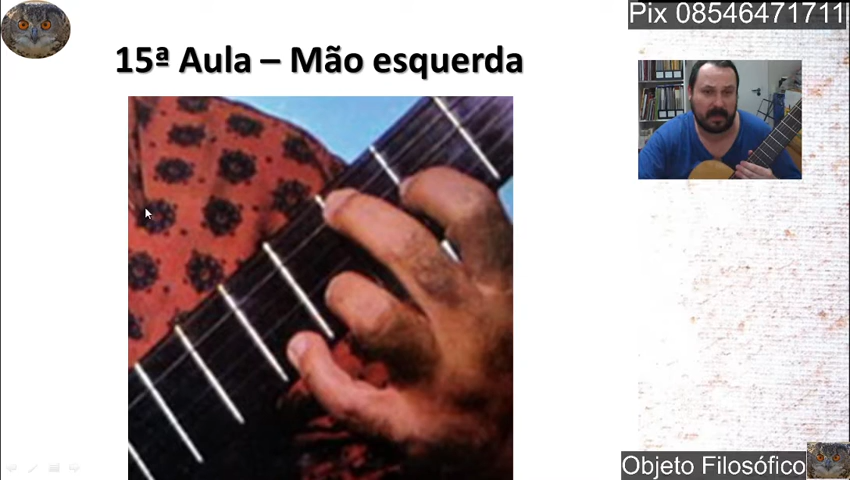 Pix 08546471711
15ª Aula – Mão esquerda
Objeto Filosófico